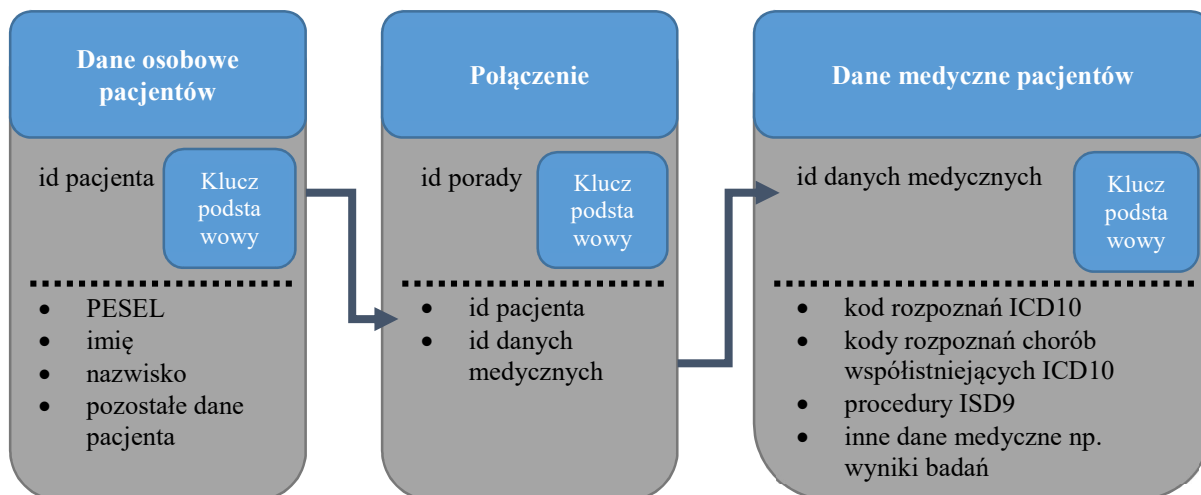 Dane osobowe
pacjentów
id pacjenta
Klucz
podsta
wowy
• PESEL
• imię
• nazwisko
• pozostałe dane
pacjenta
Połączenie
id porady
Klucz
podsta
wowy
• id pacjenta
• id danych
medycznych
Dane medyczne pacjentów
id danych medycznych
Klucz
podsta
wowy
• kod rozpoznań ICD10
• kody rozpoznań chorób
współistniejących ICD10
• procedury ISD9
• inne dane medyczne np.
wyniki badań